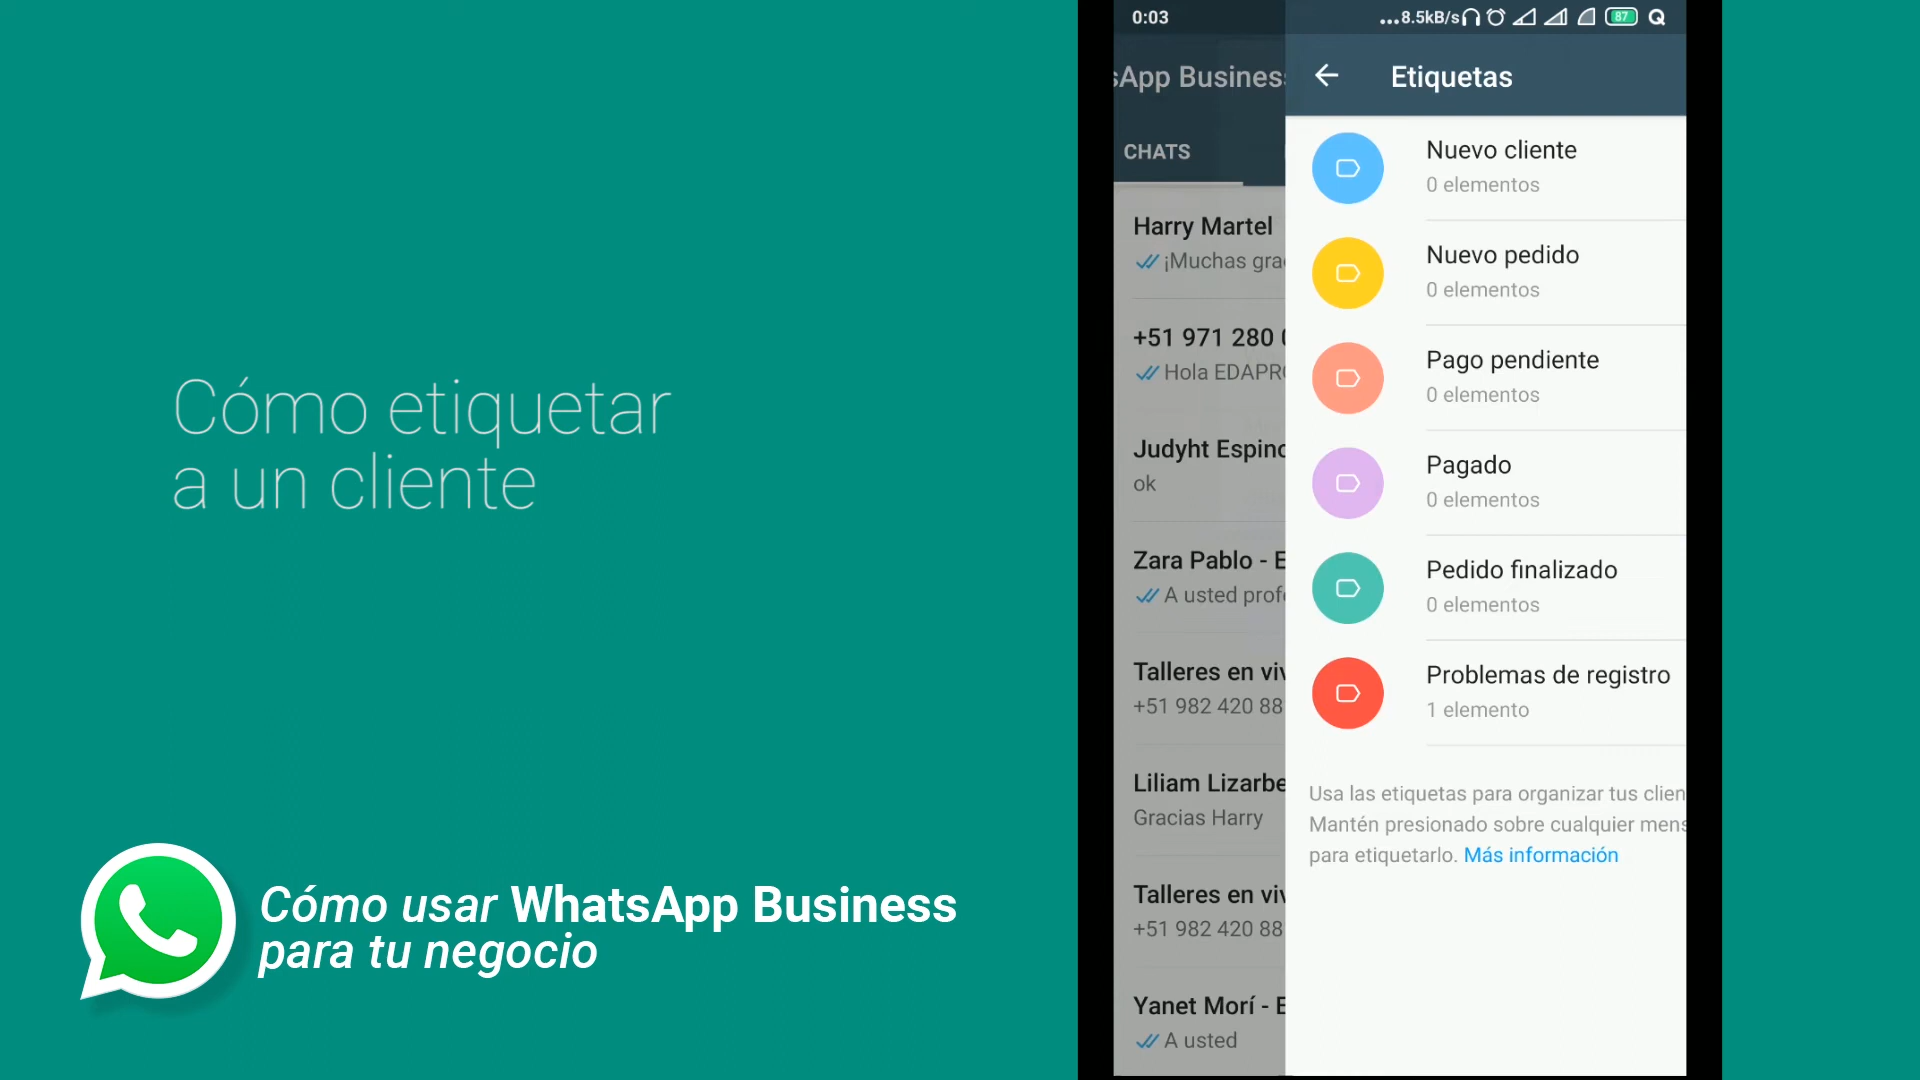 Cómo etiquetar
a un cliente
Cómo usar WhatsApp Business
para tu negocio
0:03
...8.5kB/s
87
App Business
CHATS
Harry Martel
¡Muchas gra
+51 971 280
Hola EDAPR
Judyht Espin
ok
Zara Pablo - E
A usted prof
Talleres en viv
+51 982 420 88
Liliam Lizarbe
Gracias Harry
Talleres en viv
+51 982 420 88
Yanet Morí - E
A usted
Etiquetas
Nuevo cliente
0 elementos
Nuevo pedido
0 elementos
Pago pendiente
0 elementos
Pagado
0 elementos
Pedido finalizado
0 elementos
Problemas de registro
1 elemento
Usa las etiquetas para organizar tus clien
Mantén presionado sobre cualquier mens
para etiquetarlo. Más información